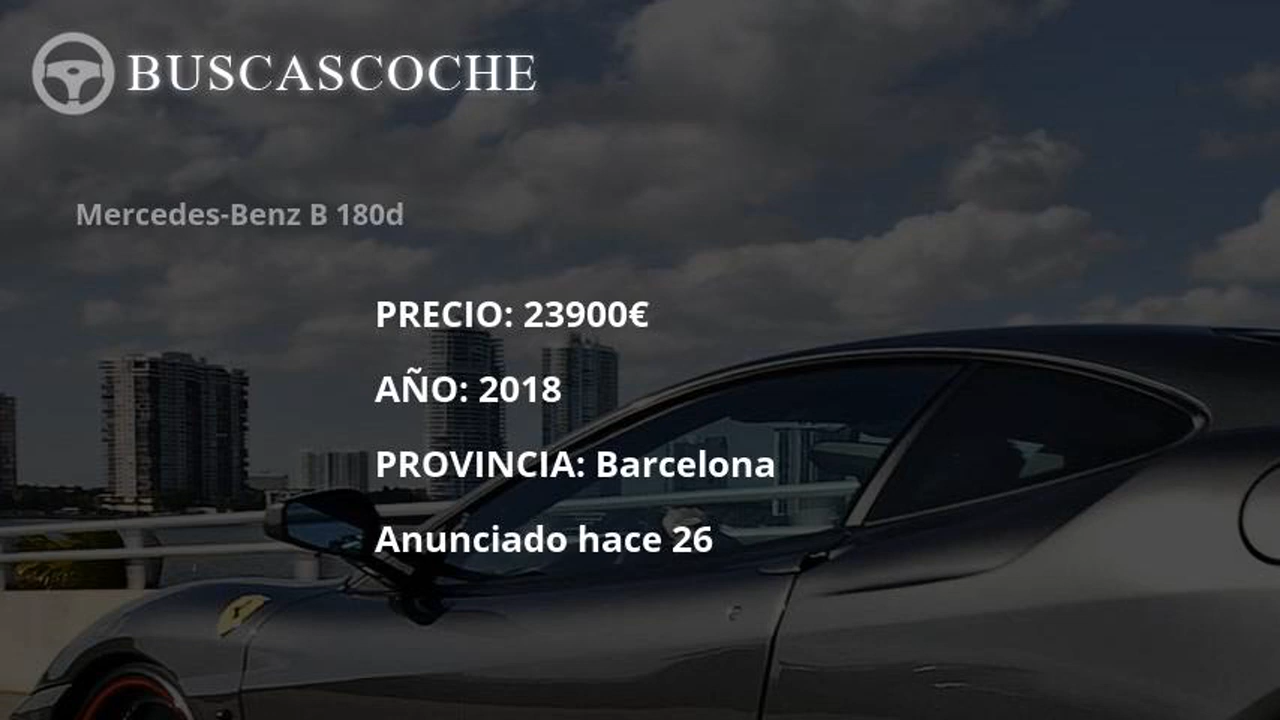 BUSCASCOCHE
Mercedes-Benz B 180d
PRECIO: 23900€
AÑO: 2018
PROVINCIA: Barcelona
Anunciado hace 26